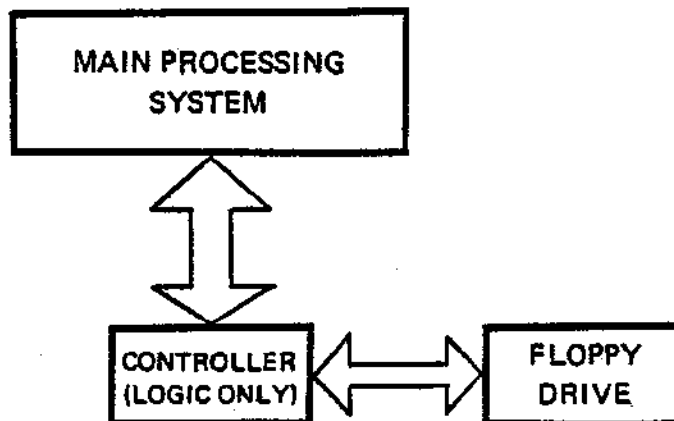 MAIN PROCESSING
SYSTEM
CONTROLLER
(LOGIC ONLY)
FLOPPY
DRIVE